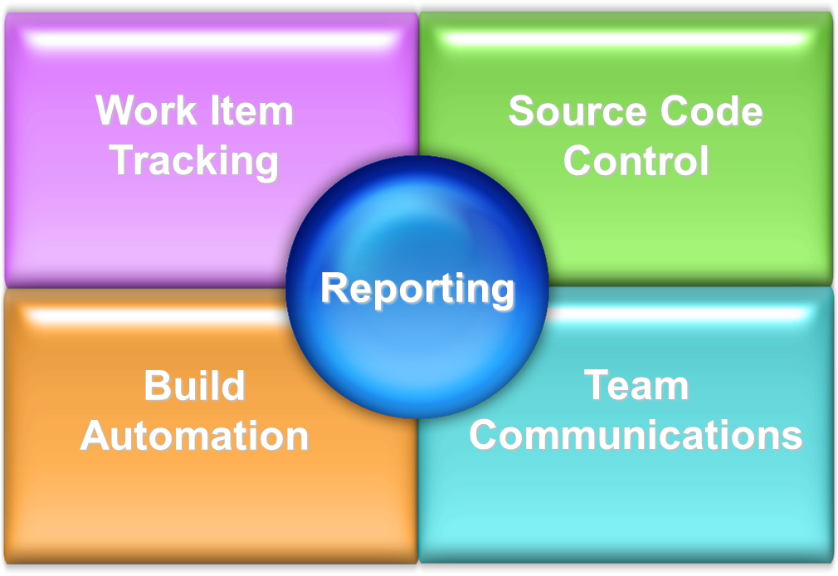 Work Item
Tracking
Source Code
Control
Reporting
Build
Automation
Team
Communications